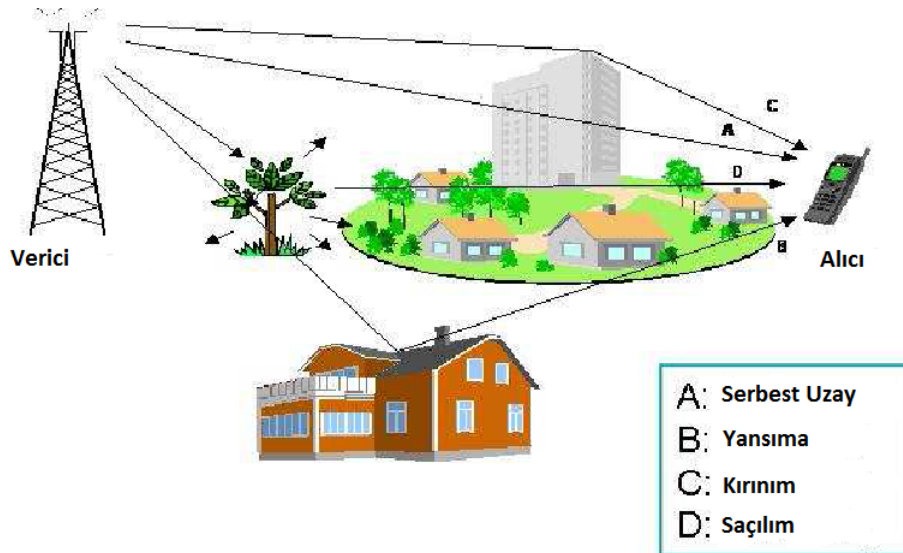 C
A
D
B
Verici
Alıcı
A: Serbest Uzay
B: Yansıma
C: Kırınım
D: Saçılım